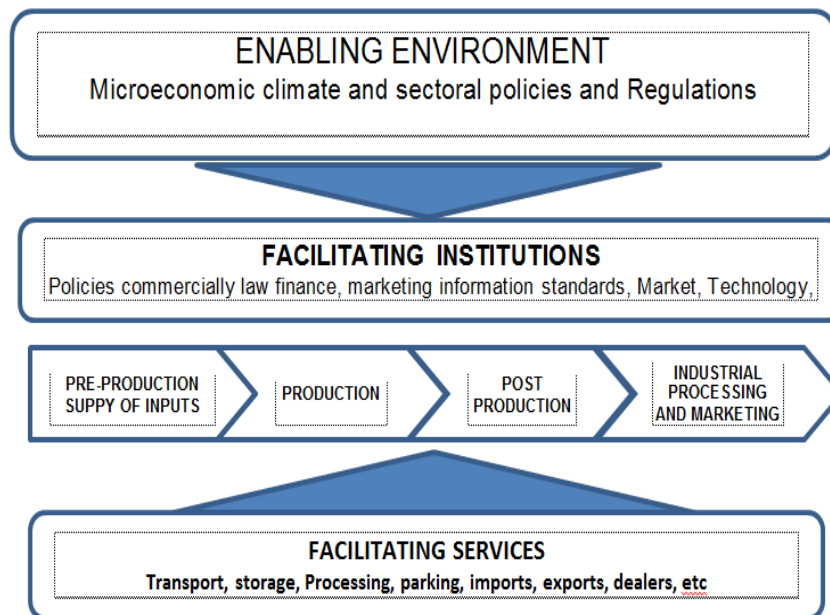 ENABLING ENVIRONMENT
Microeconomic climate and sectoral policies and Regulations
FACILITATING INSTITUTIONS
Policies commercially law finance, marketing information standards, Market, Technology,
PRE-PRODUCTION
SUPPY OF INPUTS
PRODUCTION
POST
PRODUCTION
INDUSTRIAL
PROCESSING
AND MARKETING
FACILITATING SERVICES
Transport, storage, Processing, parking, imports, exports, dealers, etc